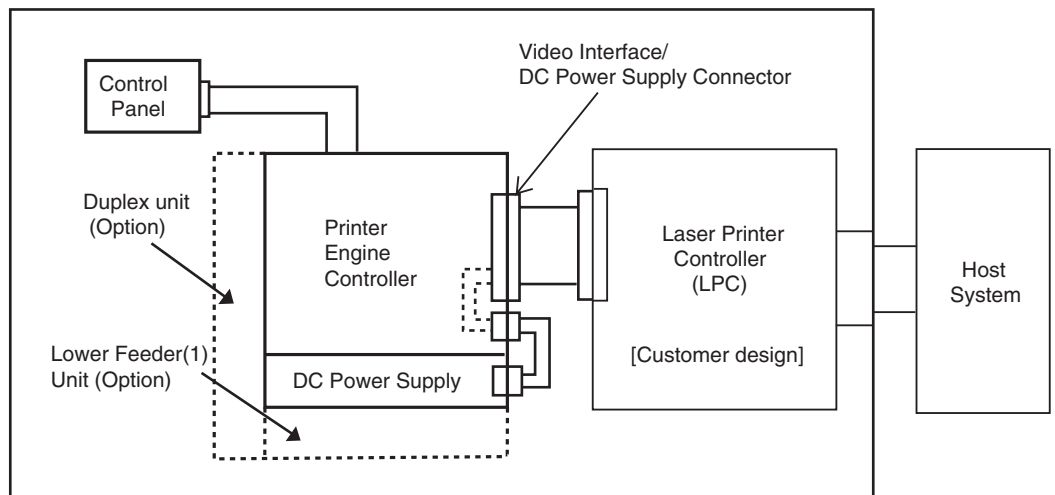 Video Interface/
DC Power Supply Connector
Control
Panel
Duplex unit
(Option)
Printer
Engine
Controller
Laser Printer
Controller
(LPC)
Host
System
Lower Feeder(1)
Unit (Option)
[Customer design]
DC Power Supply